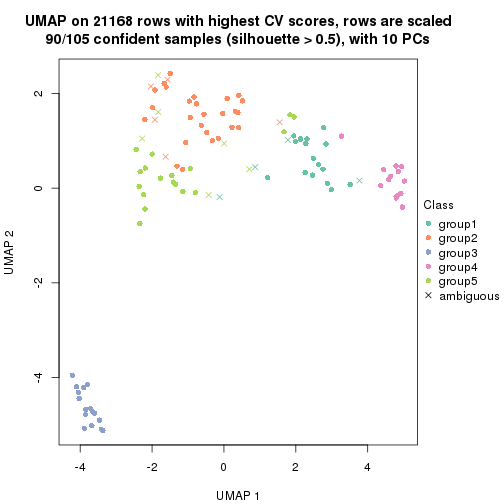 UMAP on 21168 rows with highest CV scores, rows are scaled
90/105 confident samples (silhouette > 0.5), with 10 PCs
2
0
-2
-4
UMAP 2
-4
-2
0
2
4
UMAP 1
Class
group1
group2
group3
group4
group5
ambiguous